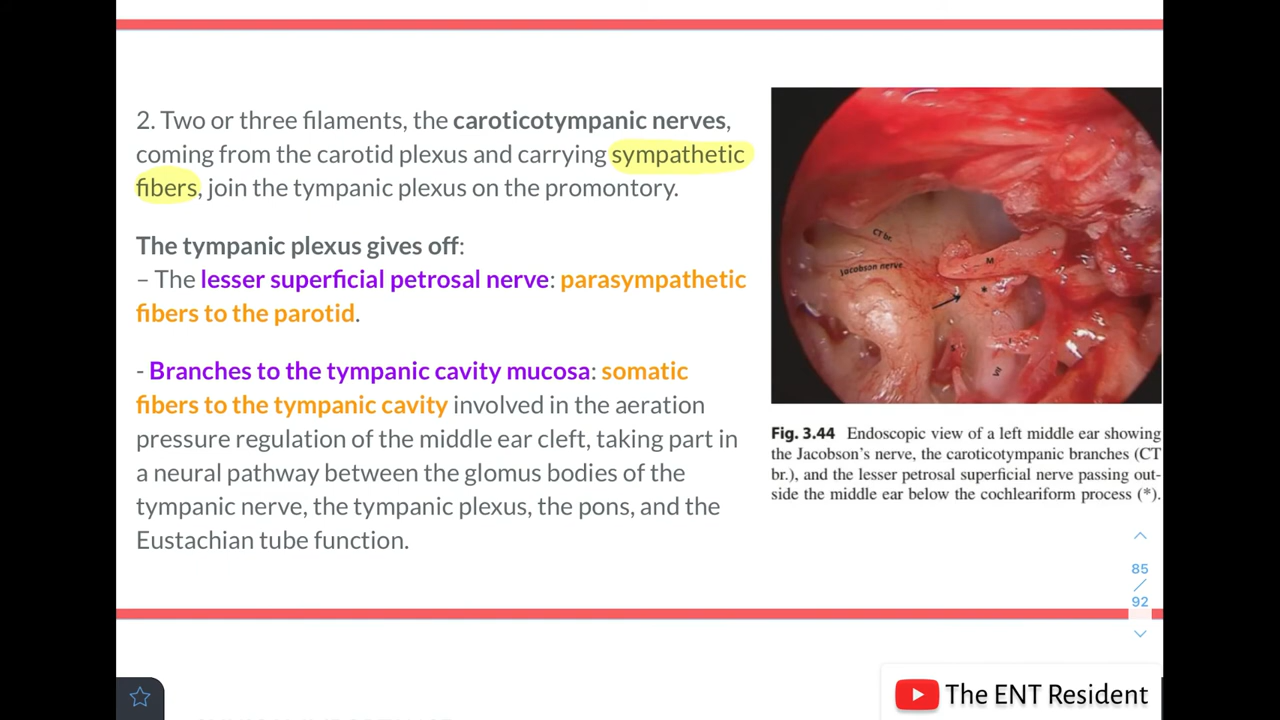 2. Two or three filaments, the caroticotympanic nerves,
coming from the carotid plexus and carrying sympathetic
fibers, join the tympanic plexus on the promontory.
The tympanic plexus gives off:
– The lesser superficial petrosal nerve: parasympathetic
fibers to the parotid.
- Branches to the tympanic cavity mucosa: somatic
fibers to the tympanic cavity involved in the aeration
pressure regulation of the middle ear cleft, taking part in
a neural pathway between the glomus bodies of the
tympanic nerve, the tympanic plexus, the pons, and the
Eustachian tube function.
CT br.
Jacobson nerve
M
*
I
VII
Fig. 3.44 Endoscopic view of a left middle ear showing
the Jacobson's nerve, the caroticotympanic branches (CT
br.), and the lesser petrosal superficial nerve passing out-
side the middle ear below the cochleariform process (*).
85
/
92
The ENT Resident